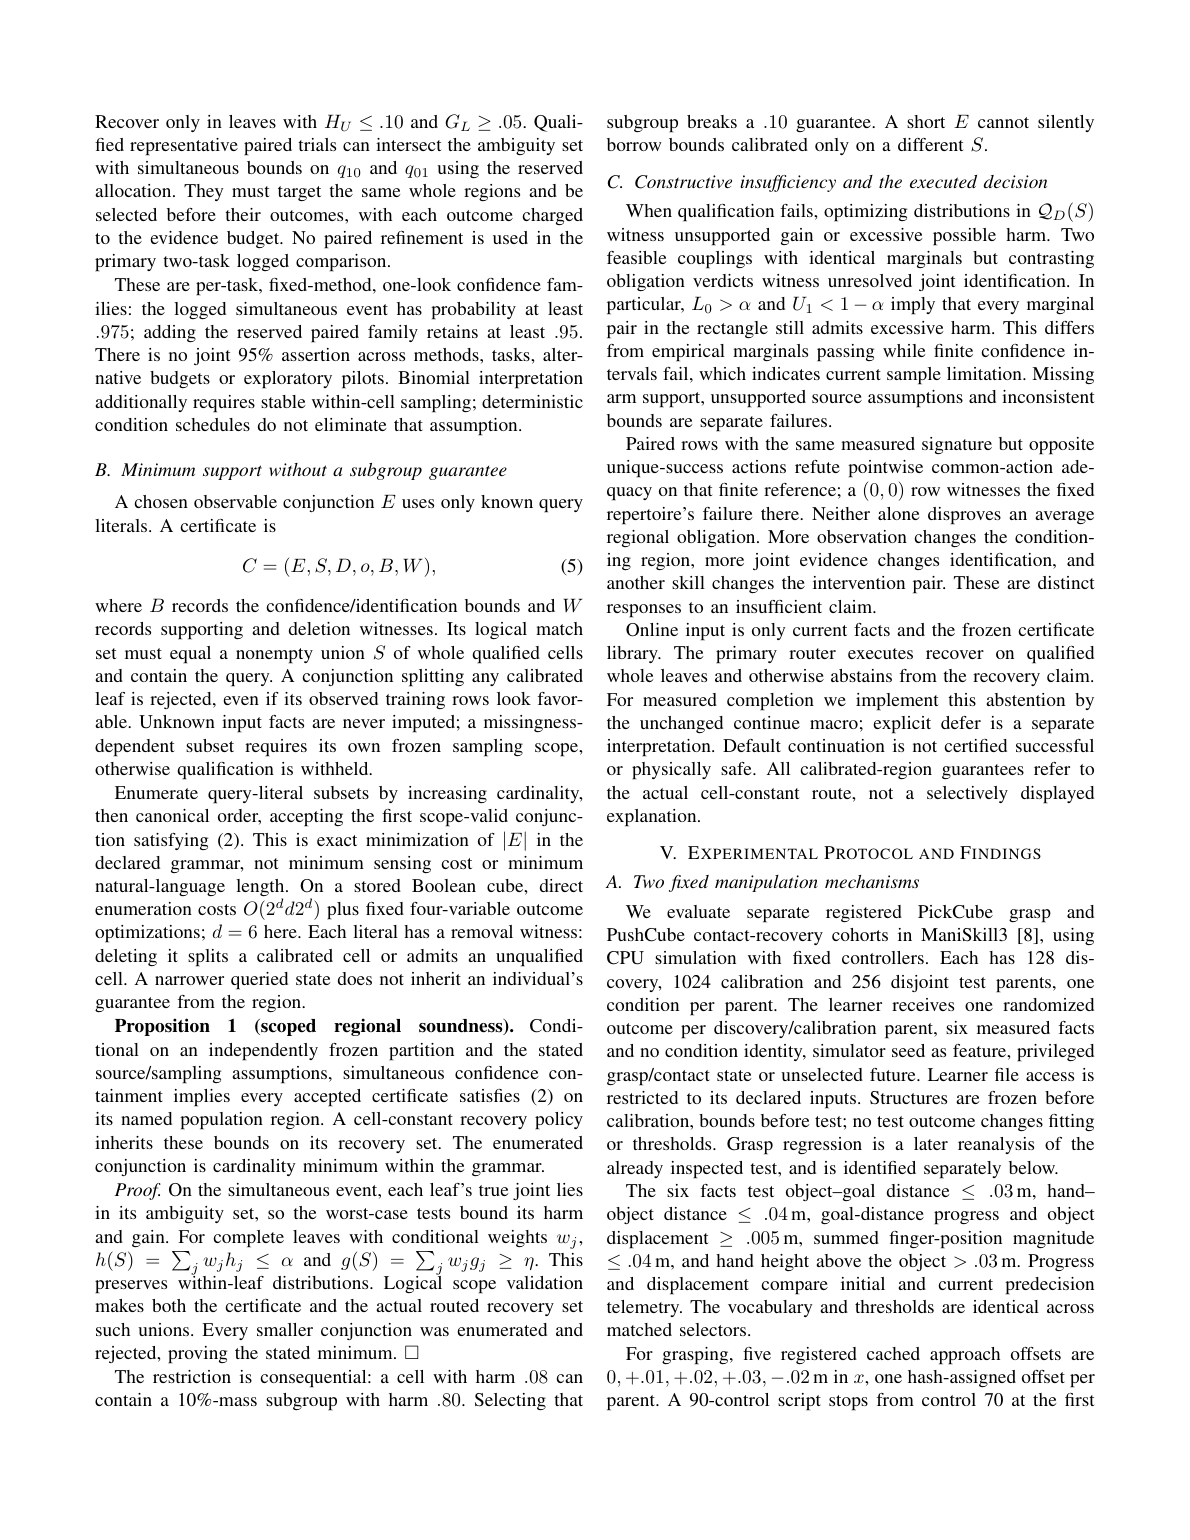 Recover only in leaves with H_U ≤ .10 and G_L ≥ .05. Quali-
fied representative paired trials can intersect the ambiguity set
with simultaneous bounds on q_10 and q_01 using the reserved
allocation. They must target the same whole regions and be
selected before their outcomes, with each outcome charged
to the evidence budget. No paired refinement is used in the
primary two-task logged comparison.
These are per-task, fixed-method, one-look confidence fam-
ilies: the logged simultaneous event has probability at least
.975; adding the reserved paired family retains at least .95.
There is no joint 95% assertion across methods, tasks, alter-
native budgets or exploratory pilots. Binomial interpretation
additionally requires stable within-cell sampling; deterministic
condition schedules do not eliminate that assumption.
B. Minimum support without a subgroup guarantee
A chosen observable conjunction E uses only known query
literals. A certificate is
C = (E, S, D, o, B, W), (5)
where B records the confidence/identification bounds and W
records supporting and deletion witnesses. Its logical match
set must equal a nonempty union S of whole qualified cells
and contain the query. A conjunction splitting any calibrated
leaf is rejected, even if its observed training rows look favor-
able. Unknown input facts are never imputed; a missingness-
dependent subset requires its own frozen sampling scope,
otherwise qualification is withheld.
Enumerate query-literal subsets by increasing cardinality,
then canonical order, accepting the first scope-valid conjunc-
tion satisfying (2). This is exact minimization of |E| in the
declared grammar, not minimum sensing cost or minimum
natural-language length. On a stored Boolean cube, direct
enumeration costs O(2^d d2^d) plus fixed four-variable outcome
optimizations; d = 6 here. Each literal has a removal witness:
deleting it splits a calibrated cell or admits an unqualified
cell. A narrower queried state does not inherit an individual's
guarantee from the region.
Proposition 1 (scoped regional soundness). Condi-
tional on an independently frozen partition and the stated
source/sampling assumptions, simultaneous confidence con-
tainment implies every accepted certificate satisfies (2) on
its named population region. A cell-constant recovery policy
inherits these bounds on its recovery set. The enumerated
conjunction is cardinality minimum within the grammar.
Proof. On the simultaneous event, each leaf's true joint lies
in its ambiguity set, so the worst-case tests bound its harm
and gain. For complete leaves with conditional weights w_j,
h(S) = ∑_j w_j h_j ≤ α and g(S) = ∑_j w_j g_j ≥ η. This
preserves within-leaf distributions. Logical scope validation
makes both the certificate and the actual routed recovery set
such unions. Every smaller conjunction was enumerated and
rejected, proving the stated minimum. □
The restriction is consequential: a cell with harm .08 can
contain a 10%-mass subgroup with harm .80. Selecting that
subgroup breaks a .10 guarantee. A short E cannot silently
borrow bounds calibrated only on a different S.
C. Constructive insufficiency and the executed decision
When qualification fails, optimizing distributions in 𝒬_D(S)
witness unsupported gain or excessive possible harm. Two
feasible couplings with identical marginals but contrasting
obligation verdicts witness unresolved joint identification. In
particular, L_0 > α and U_1 < 1 − α imply that every marginal
pair in the rectangle still admits excessive harm. This differs
from empirical marginals passing while finite confidence in-
tervals fail, which indicates current sample limitation. Missing
arm support, unsupported source assumptions and inconsistent
bounds are separate failures.
Paired rows with the same measured signature but opposite
unique-success actions refute pointwise common-action ade-
quacy on that finite reference; a (0, 0) row witnesses the fixed
repertoire's failure there. Neither alone disproves an average
regional obligation. More observation changes the condition-
ing region, more joint evidence changes identification, and
another skill changes the intervention pair. These are distinct
responses to an insufficient claim.
Online input is only current facts and the frozen certificate
library. The primary router executes recover on qualified
whole leaves and otherwise abstains from the recovery claim.
For measured completion we implement this abstention by
the unchanged continue macro; explicit defer is a separate
interpretation. Default continuation is not certified successful
or physically safe. All calibrated-region guarantees refer to
the actual cell-constant route, not a selectively displayed
explanation.
V. EXPERIMENTAL PROTOCOL AND FINDINGS
A. Two fixed manipulation mechanisms
We evaluate separate registered PickCube grasp and
PushCube contact-recovery cohorts in ManiSkill3 [8], using
CPU simulation with fixed controllers. Each has 128 dis-
covery, 1024 calibration and 256 disjoint test parents, one
condition per parent. The learner receives one randomized
outcome per discovery/calibration parent, six measured facts
and no condition identity, simulator seed as feature, privileged
grasp/contact state or unselected future. Learner file access is
restricted to its declared inputs. Structures are frozen before
calibration, bounds before test; no test outcome changes fitting
or thresholds. Grasp regression is a later reanalysis of the
already inspected test, and is identified separately below.
The six facts test object–goal distance ≤ .03 m, hand–
object distance ≤ .04 m, goal-distance progress and object
displacement ≥ .005 m, summed finger-position magnitude
≤ .04 m, and hand height above the object > .03 m. Progress
and displacement compare initial and current predecision
telemetry. The vocabulary and thresholds are identical across
matched selectors.
For grasping, five registered cached approach offsets are
0, +.01, +.02, +.03, −.02 m in x, one hash-assigned offset per
parent. A 90-control script stops from control 70 at the first